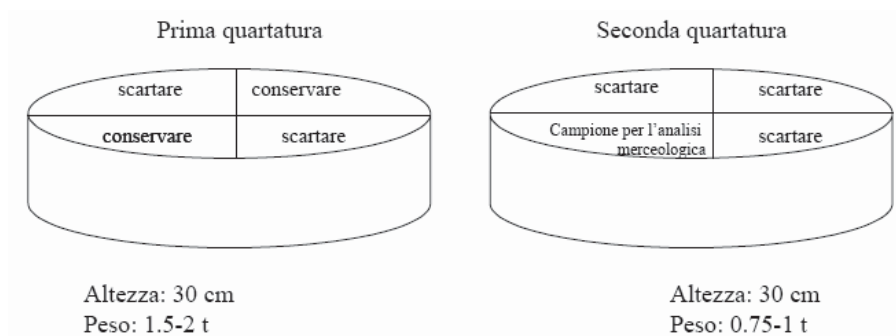 Prima quartatura
scartare
conservare
conservare
scartare
Altezza: 30 cm
Peso: 1.5-2 t
Seconda quartatura
scartare
scartare
Campione per l'analisi
merceologica
scartare
Altezza: 30 cm
Peso: 0.75-1 t